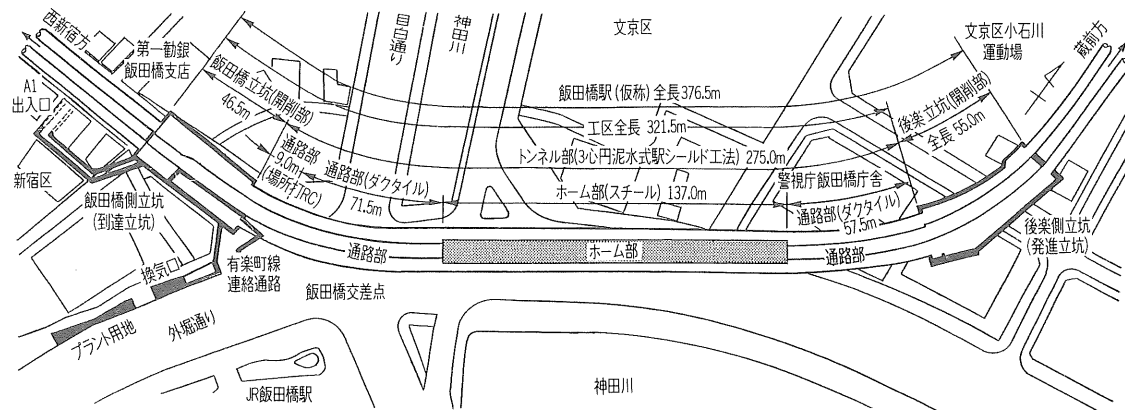 西新宿方
第一勧銀
飯田橋支店
A1
出入口
新宿区
飯田橋立坑(開削部)
46.5m
目白通り
神田川
文京区
文京区小石川
運動場
蔵前方
飯田橋駅(仮称)全長376.5m
工区全長 321.5m
トンネル部(3心円泥水式駅シールド工法) 275.0m
後楽立坑(開削部)
全長 55.0m
通路部
9.0m
(場所打RC)
通路部(ダクタイル)
71.5m
ホーム部(スチール) 137.0m
警視庁飯田橋庁舎
通路部(ダクタイル)
57.5m
飯田橋側立坑
(到達立坑)
換気口
有楽町線
連絡通路
通路部
ホーム部
通路部
後楽側立坑
(発進立坑)
飯田橋交差点
プラント用地
外堀通り
JR飯田橋駅
神田川